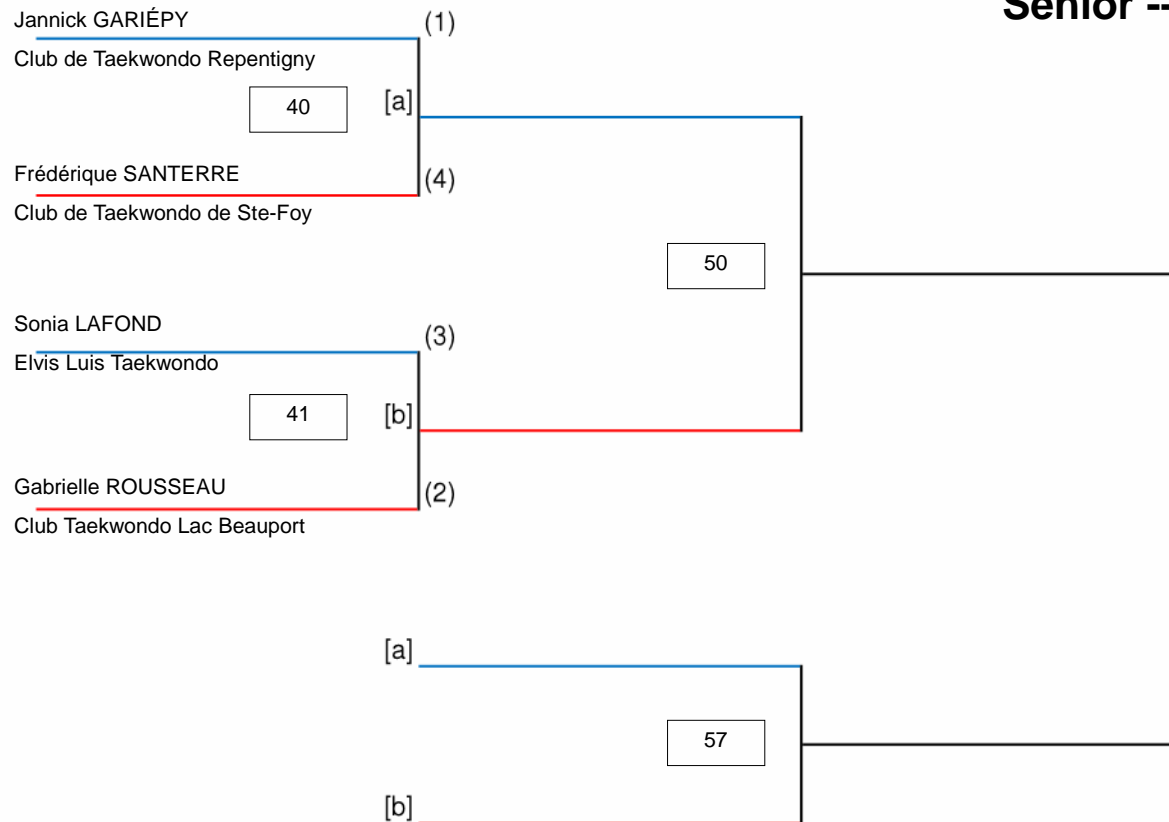 Senior --
Jannick GARIÉPY
(1)
Club de Taekwondo Repentigny
40
[a]
Frédérique SANTERRE
(4)
Club de Taekwondo de Ste-Foy
50
Sonia LAFOND
(3)
Elvis Luis Taekwondo
41
[b]
Gabrielle ROUSSEAU
(2)
Club Taekwondo Lac Beauport
[a]
57
[b]